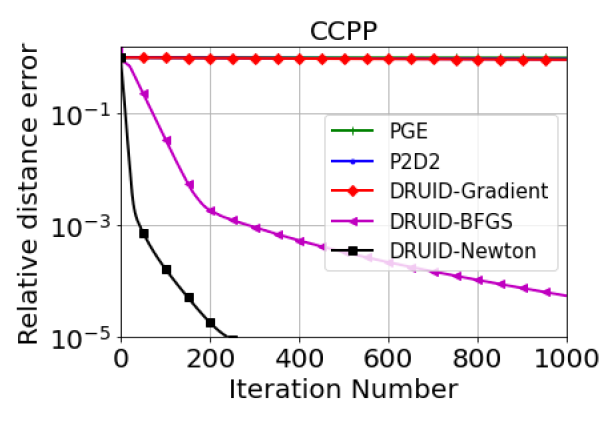 CCPP
Relative distance error
10⁻¹
10⁻³
10⁻⁵
PGE
P2D2
DRUID-Gradient
DRUID-BFGS
DRUID-Newton
0 200 400 600 800 1000
Iteration Number